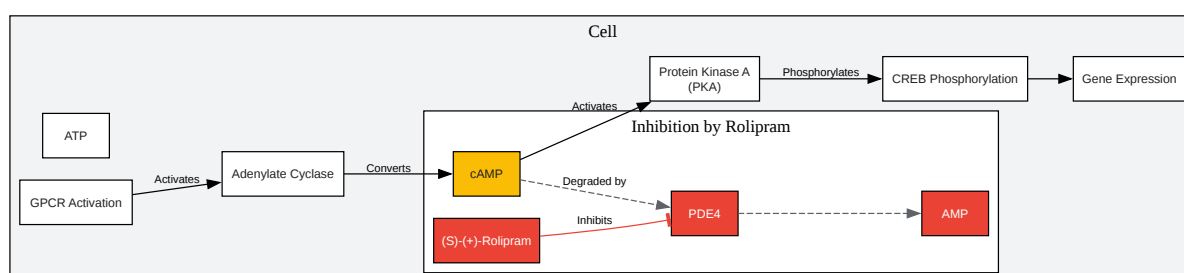 Cell
Protein Kinase A
(PKA)
Phosphorylates
CREB Phosphorylation
Gene Expression
Activates
Inhibition by Rolipram
ATP
Adenylate Cyclase
Converts
cAMP
Activates
GPCR Activation
Degraded by
PDE4
AMP
Inhibits
(S)-(+)-Rolipram